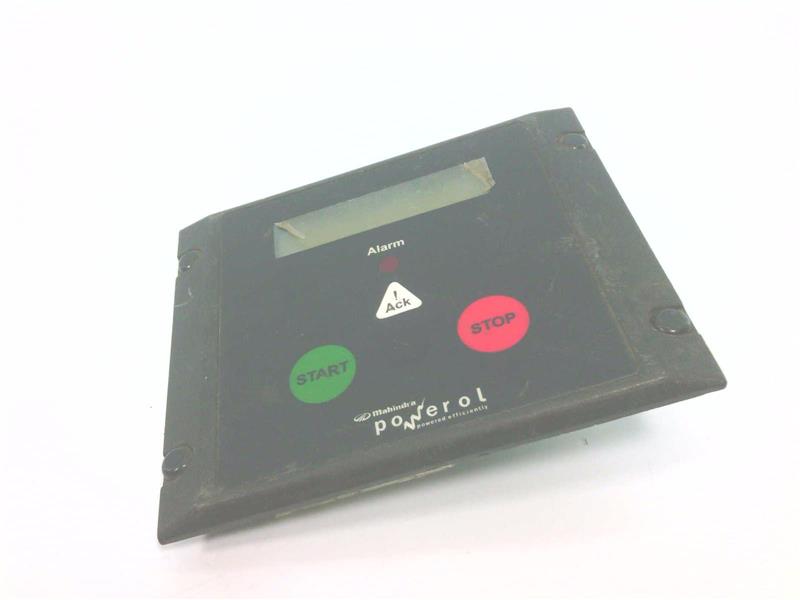 Alarm
!
Ack
STOP
START
Mahindra
powerol
powered efficiently